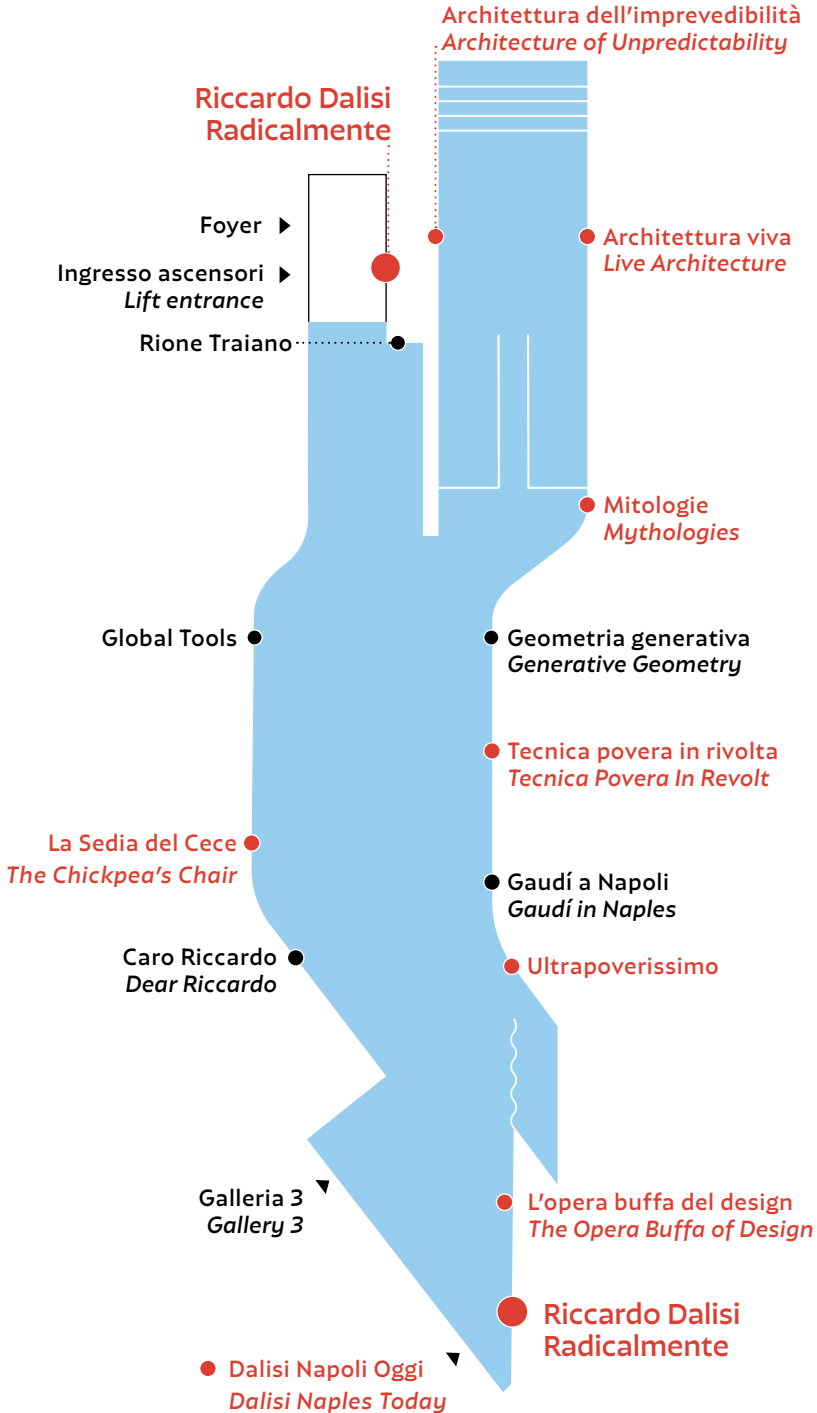 Architettura dell'imprevedibilità
Architecture of Unpredictability
Riccardo Dalisi
Radicalmente
Foyer
Ingresso ascensori
Lift entrance
Architettura viva
Live Architecture
Rione Traiano
Mitologie
Mythologies
Global Tools
Geometria generativa
Generative Geometry
Tecnica povera in rivolta
Tecnica Povera In Revolt
La Sedia del Cece
The Chickpea's Chair
Gaudí a Napoli
Gaudí in Naples
Caro Riccardo
Dear Riccardo
Ultrapoverissimo
Galleria 3
Gallery 3
L'opera buffa del design
The Opera Buffa of Design
Riccardo Dalisi
Radicalmente
Dalisi Napoli Oggi
Dalisi Naples Today